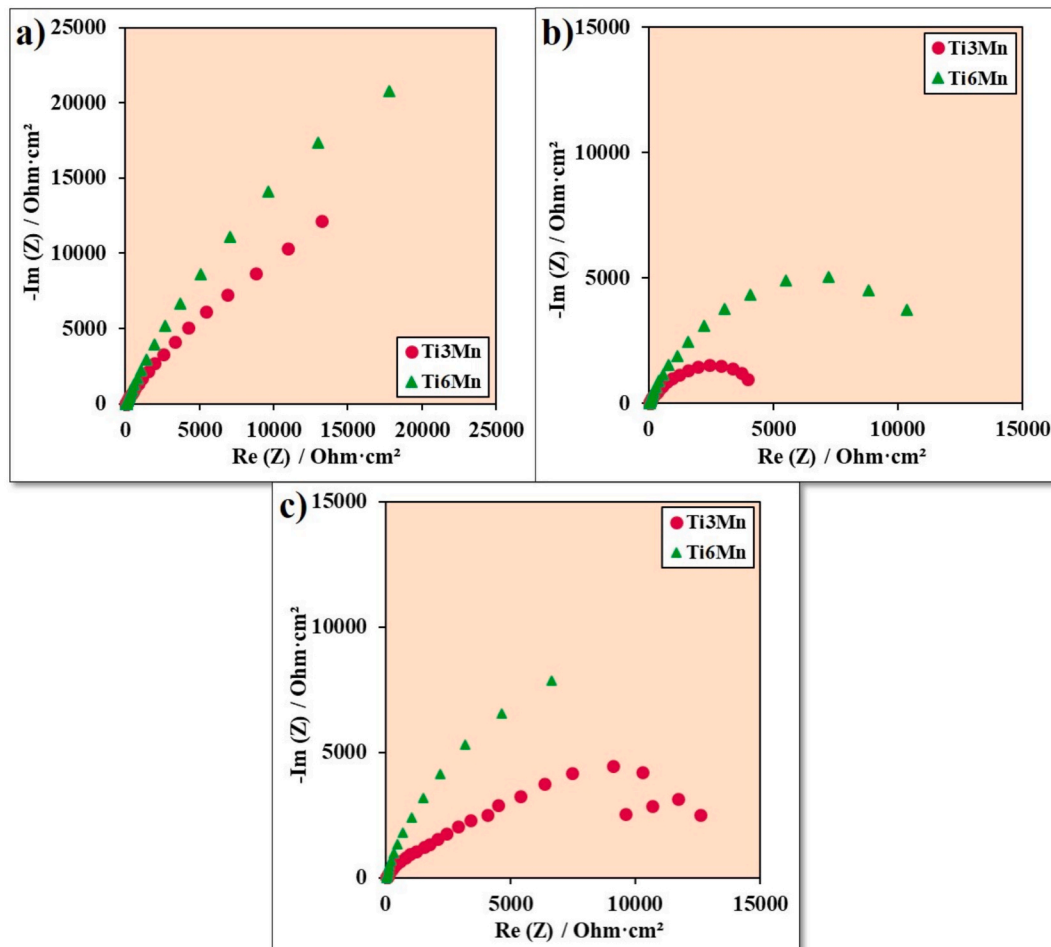 a)
25000
20000
15000
10000
5000
0
-Im (Z) / Ohm·cm²
Ti3Mn
Ti6Mn
0 5000 10000 15000 20000 25000
Re (Z) / Ohm·cm²
b)
15000
10000
5000
0
-Im (Z) / Ohm·cm²
Ti3Mn
Ti6Mn
0 5000 10000 15000
Re (Z) / Ohm·cm²
c)
15000
10000
5000
0
-Im (Z) / Ohm·cm²
Ti3Mn
Ti6Mn
0 5000 10000 15000
Re (Z) / Ohm·cm²